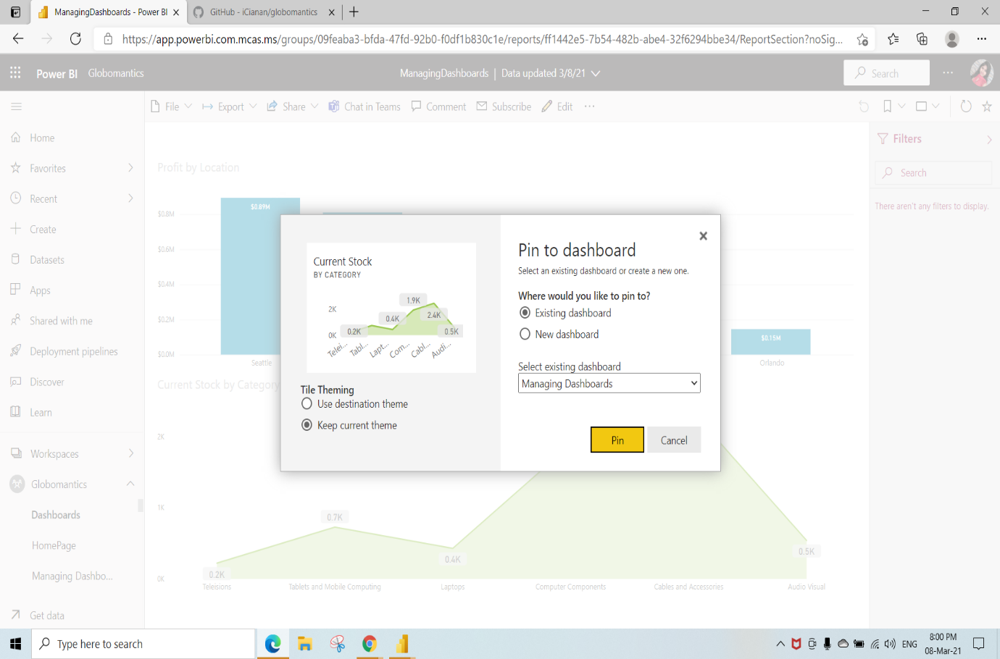 ManagingDashboards - Power BI
GitHub - iCianan/globomantics
https://app.powerbi.com.mcas.ms/groups/09feaba3-bfda-47fd-92b0-f0df1b830c1e/reports/ff1442e5-7b54-482b-abe4-32f6294bbe34/ReportSection?noSig...
Power BI Globomantics
ManagingDashboards | Data updated 3/8/21
Search
File
Export
Share
Chat in Teams
Comment
Subscribe
Edit
Home
Favorites
Recent
Create
Datasets
Apps
Shared with me
Deployment pipelines
Discover
Learn
Workspaces
Globomantics
Dashboards
HomePage
Managing Dashbo...
Get data
Profit by Location
$0.8M
$0.6M
$0.4M
$0.2M
$0.0M
$0.89M
$0.15M
Seattle
Orlando
Current Stock by Category
2K
1K
0K
0.2K
0.7K
0.4K
0.5K
Teleisions
Tablets and Mobile Computing
Laptops
Computer Components
Cables and Accessories
Audio Visual
Filters
Search
There aren't any filters to display.
Current Stock
BY CATEGORY
2K
0K
0.2K
0.4K
1.9K
2.4K
0.5K
Telei...
Tabl...
Lapt...
Com...
Cabl...
Audi...
Tile Theming
Use destination theme
Keep current theme
Pin to dashboard
Select an existing dashboard or create a new one.
Where would you like to pin to?
Existing dashboard
New dashboard
Select existing dashboard
Managing Dashboards
Pin
Cancel
Type here to search
ENG
8:00 PM
08-Mar-21